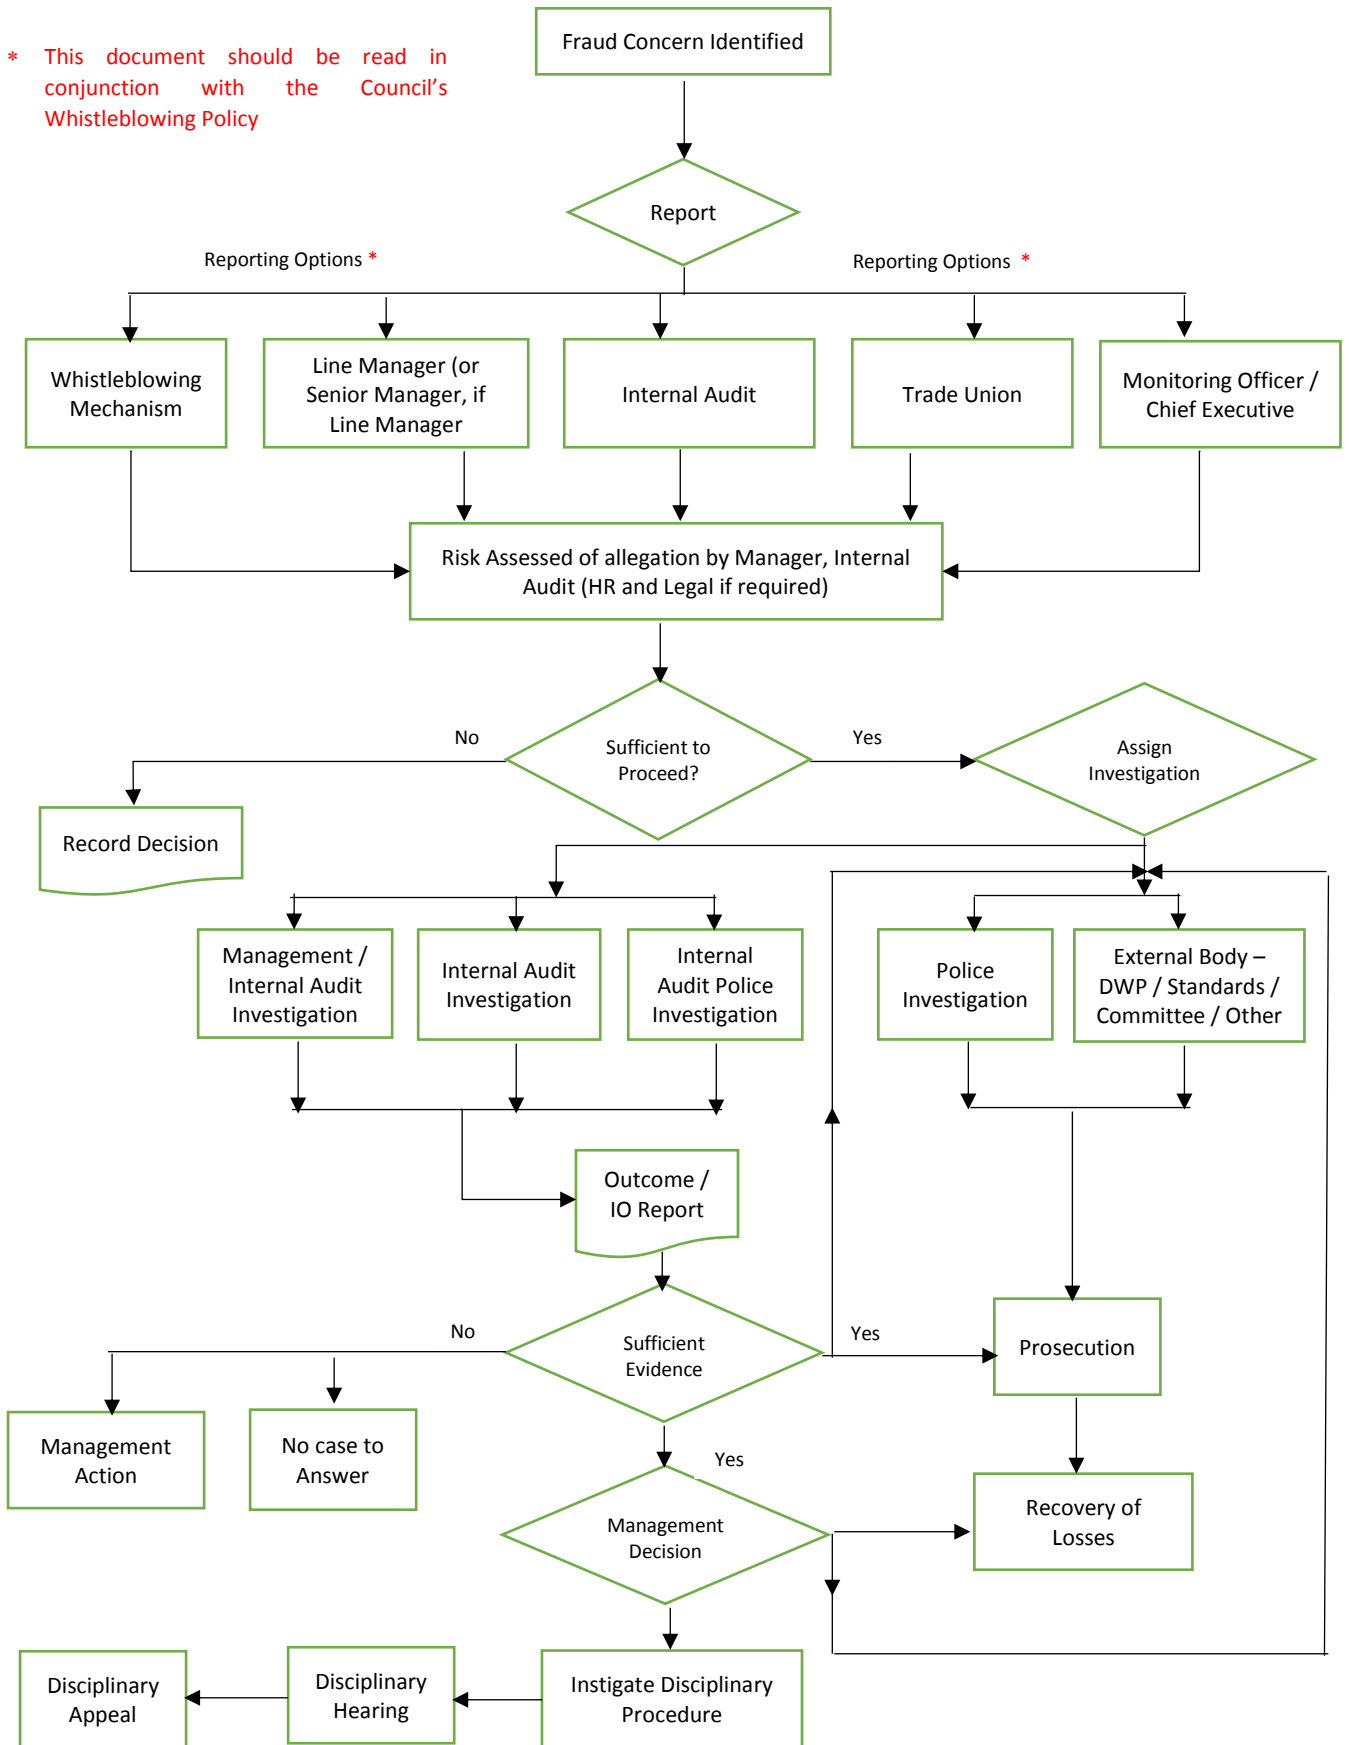 Fraud Concern Identified
* This document should be read in
conjunction with the Council's
Whistleblowing Policy
Report
Reporting Options *
Reporting Options *
Whistleblowing
Mechanism
Line Manager (or
Senior Manager, if
Line Manager
Internal Audit
Trade Union
Monitoring Officer /
Chief Executive
Risk Assessed of allegation by Manager, Internal
Audit (HR and Legal if required)
No
Sufficient to
Proceed?
Yes
Assign
Investigation
Record Decision
Management /
Internal Audit
Investigation
Internal Audit
Investigation
Internal
Audit Police
Investigation
Police
Investigation
External Body –
DWP / Standards /
Committee / Other
Outcome /
IO Report
No
Sufficient
Evidence
Yes
Prosecution
Management
Action
No case to
Answer
Yes
Management
Decision
Recovery of
Losses
Disciplinary
Appeal
Disciplinary
Hearing
Instigate Disciplinary
Procedure